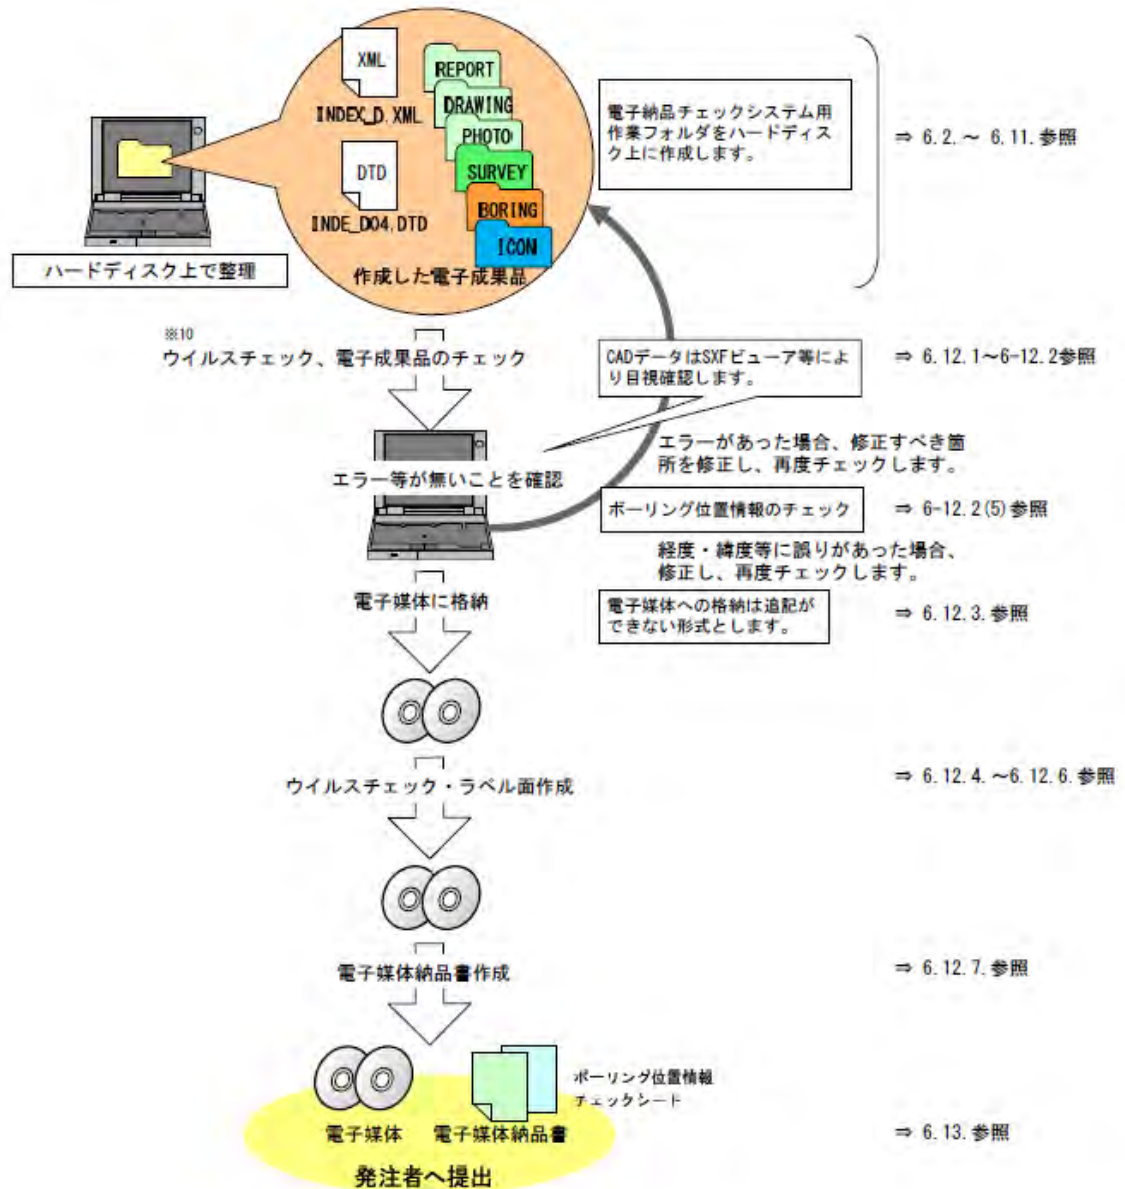 XML
INDEX_D.XML
DTD
INDE_D04.DTD
REPORT
DRAWING
PHOTO
SURVEY
BORING
ICON
作成した電子成果品
ハードディスク上で整理
電子納品チェックシステム用
作業フォルダをハードディス
ク上に作成します。
⇒ 6.2.～ 6.11.参照
※10
ウイルスチェック、電子成果品のチェック
CADデータはSXFビューア等によ
り目視確認します。
⇒ 6.12.1～6-12.2参照
エラー等が無いことを確認
エラーがあった場合、修正すべき箇
所を修正し、再度チェックします。
ボーリング位置情報のチェック
⇒ 6-12.2(5)参照
経度・緯度等に誤りがあった場合、
修正し、再度チェックします。
電子媒体に格納
電子媒体への格納は追記が
できない形式とします。
⇒ 6.12.3.参照
ウイルスチェック・ラベル面作成
⇒ 6.12.4.～6.12.6.参照
電子媒体納品書作成
⇒ 6.12.7.参照
ボーリング位置情報
チェックシート
電子媒体
電子媒体納品書
⇒ 6.13.参照
発注者へ提出